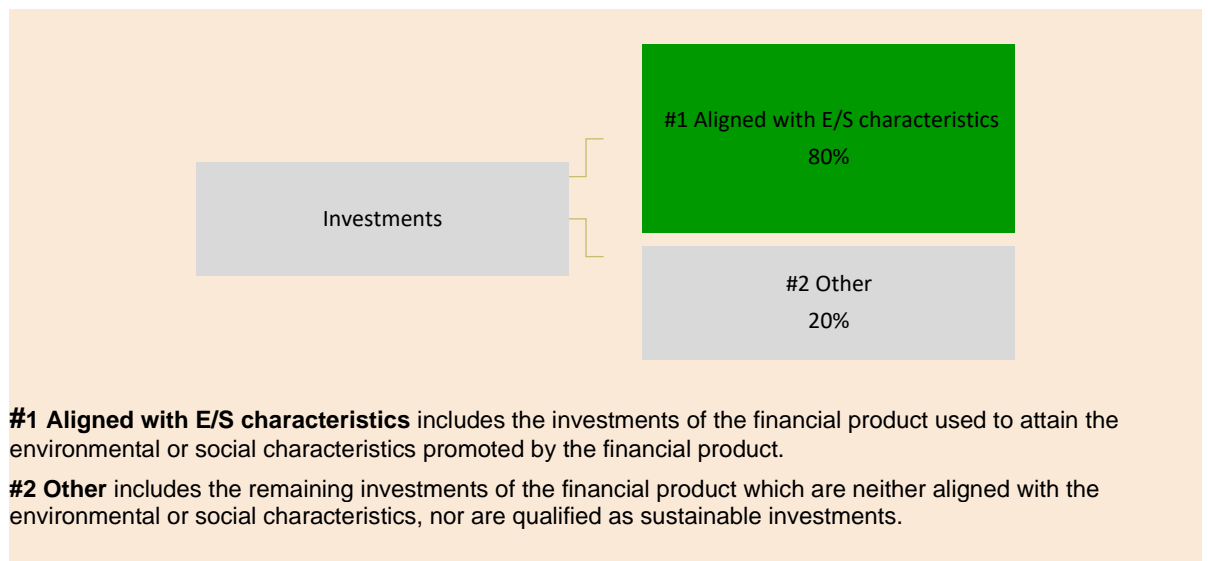 #1 Aligned with E/S characteristics
80%
Investments
#2 Other
20%
#1 Aligned with E/S characteristics includes the investments of the financial product used to attain the
environmental or social characteristics promoted by the financial product.
#2 Other includes the remaining investments of the financial product which are neither aligned with the
environmental or social characteristics, nor are qualified as sustainable investments.